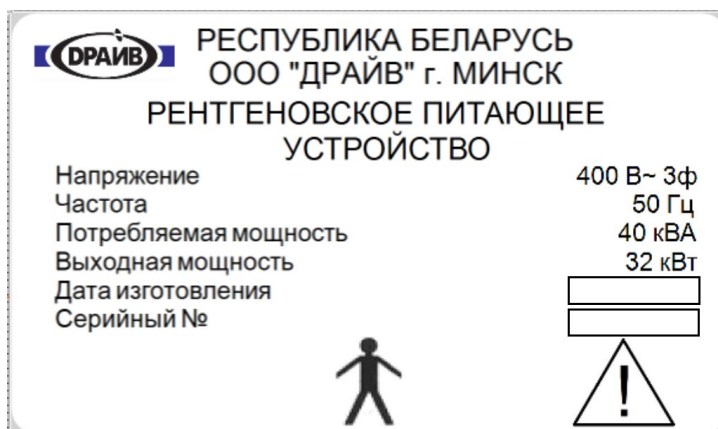 ДРАЙВ
РЕСПУБЛИКА БЕЛАРУСЬ
ООО "ДРАЙВ" г. МИНСК
РЕНТГЕНОВСКОЕ ПИТАЮЩЕЕ
УСТРОЙСТВО
Напряжение 400 В~ 3ф
Частота 50 Гц
Потребляемая мощность 40 кВА
Выходная мощность 32 кВт
Дата изготовления
Серийный №
!